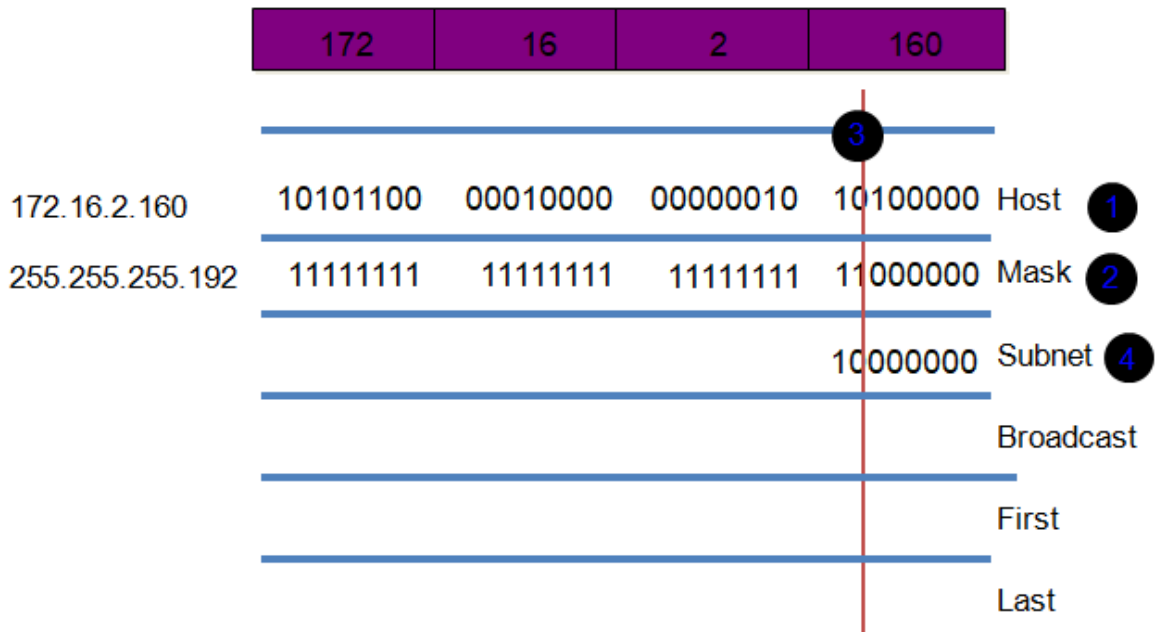 172 16 2 160
3
172.16.2.160 10101100 00010000 00000010 10100000 Host 1
255.255.255.192 11111111 11111111 11111111 11000000 Mask 2
10000000 Subnet 4
Broadcast
First
Last